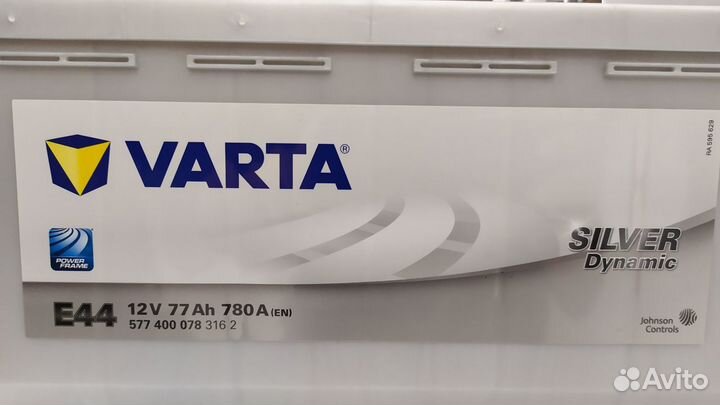 VARTA®
RA 595 629
POWER
FRAME
SILVER
Dynamic
E44 12V 77Ah 780A (EN)
577 400 078 316 2
Johnson
Controls
Avito